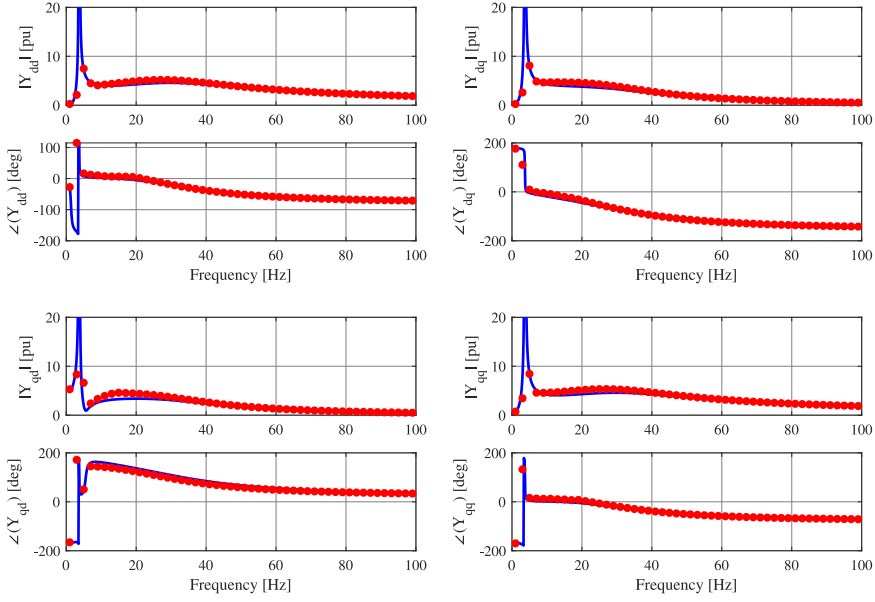 20
10
0
0 20 40 60 80 100
|Y_dd| [pu]
100
0
-100
-200
0 20 40 60 80 100
∠(Y_dd) [deg]
Frequency [Hz]
20
10
0
0 20 40 60 80 100
|Y_dq| [pu]
200
0
-200
0 20 40 60 80 100
∠(Y_dq) [deg]
Frequency [Hz]
20
10
0
0 20 40 60 80 100
|Y_qd| [pu]
200
0
-200
0 20 40 60 80 100
∠(Y_qd) [deg]
Frequency [Hz]
20
10
0
0 20 40 60 80 100
|Y_qq| [pu]
200
0
-200
0 20 40 60 80 100
∠(Y_qq) [deg]
Frequency [Hz]